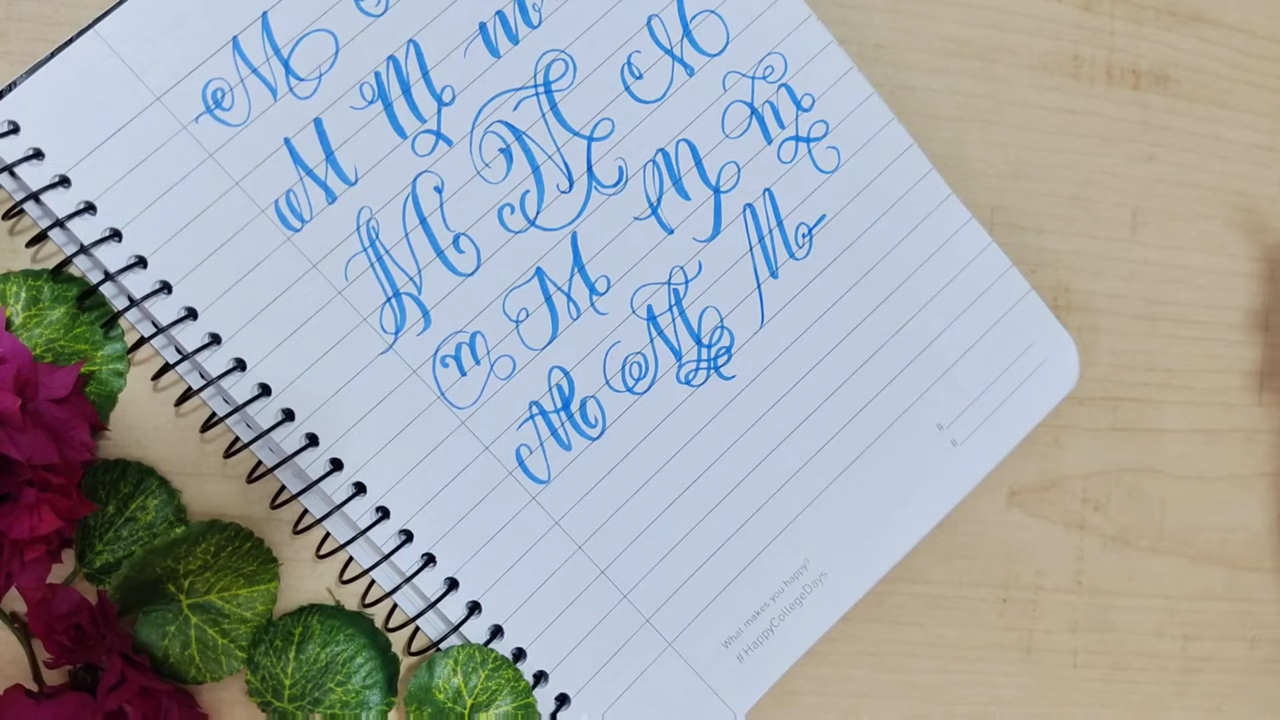 M
M M m
M M M
m M M M
M M M
#
#
What makes you happy?
#HappyCollegeDays